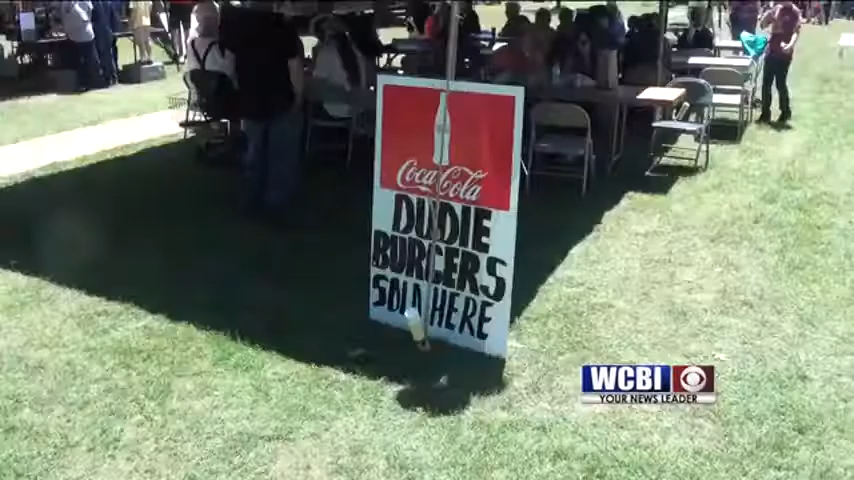 Coca-Cola
DUDIE
BURGERS
SOLD HERE
WCBI
YOUR NEWS LEADER